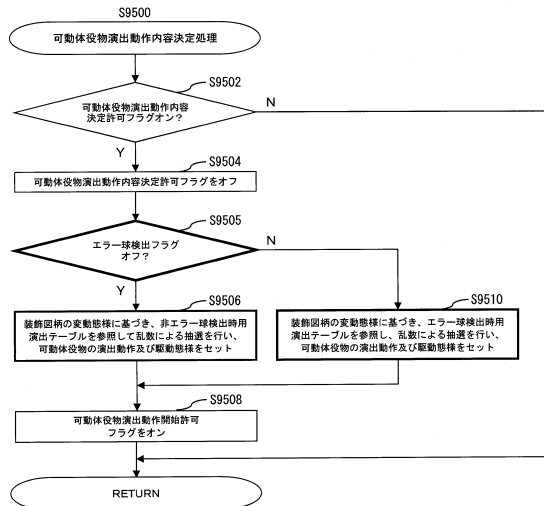 S9500
可動体役物演出動作内容決定処理
S9502
可動体役物演出動作内容
決定許可フラグオン？
N
Y
S9504
可動体役物演出動作内容決定許可フラグをオフ
S9505
エラー球検出フラグ
オフ？
N
Y
S9506
装飾図柄の変動態様に基づき、非エラー球検出時用
演出テーブルを参照して乱数による抽選を行い、
可動体役物の演出動作及び駆動態様をセット
S9510
装飾図柄の変動態様に基づき、エラー球検出時用
演出テーブルを参照し、乱数による抽選を行い、
可動体役物の演出動作及び駆動態様をセット
S9508
可動体役物演出動作開始許可
フラグをオン
RETURN